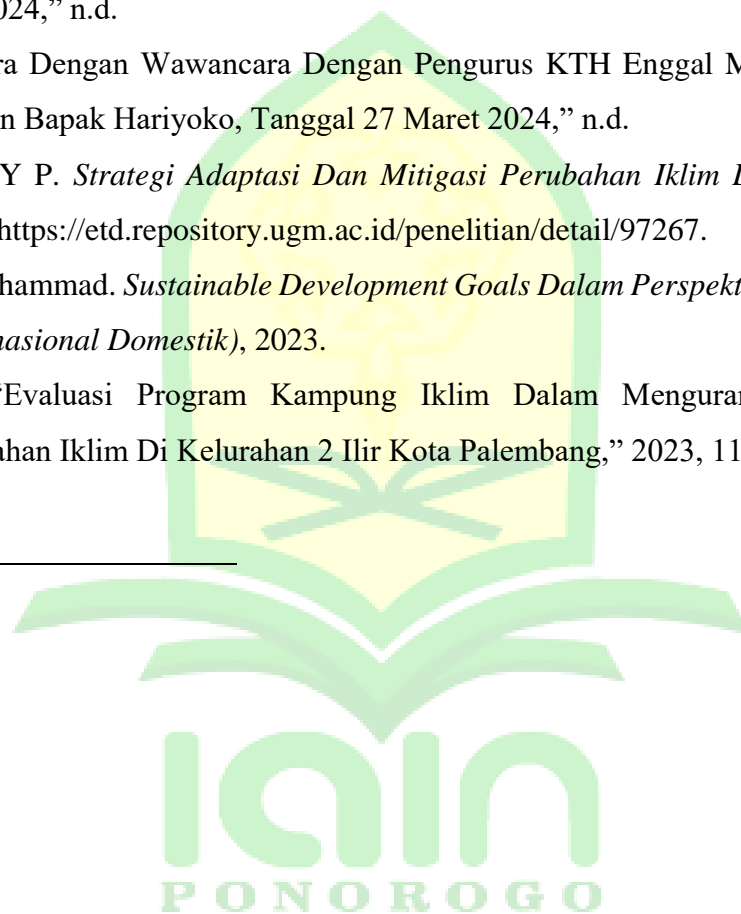 024,” n.d.
ra Dengan Wawancara Dengan Pengurus KTH Enggal M
n Bapak Hariyoko, Tanggal 27 Maret 2024,” n.d.
Y P. Strategi Adaptasi Dan Mitigasi Perubahan Iklim D
https://etd.repository.ugm.ac.id/penelitian/detail/97267.
hammad. Sustainable Development Goals Dalam Perspekt
nasional Domestik), 2023.
“Evaluasi Program Kampung Iklim Dalam Menguran
ahan Iklim Di Kelurahan 2 Ilir Kota Palembang,” 2023, 11
iain
PONOROGO